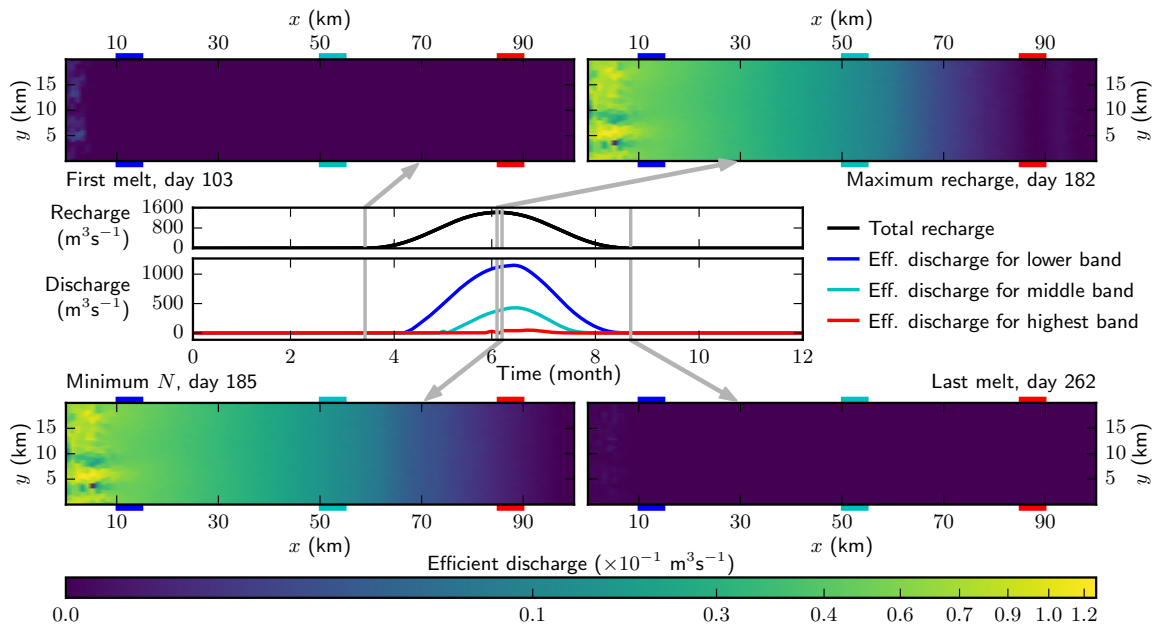 x (km)
x (km)
10 30 50 70 90
10 30 50 70 90
y (km)
15
10
5
15
10
5
y (km)
First melt, day 103
Maximum recharge, day 182
Recharge
(m³s⁻¹)
1600
800
0
Total recharge
Eff. discharge for lower band
Eff. discharge for middle band
Eff. discharge for highest band
Discharge
(m³s⁻¹)
1000
500
0
0 2 4 6 8 10 12
Time (month)
Minimum N, day 185
Last melt, day 262
y (km)
15
10
5
15
10
5
y (km)
10 30 50 70 90
10 30 50 70 90
x (km)
x (km)
Efficient discharge (×10⁻¹ m³s⁻¹)
0.0 0.1 0.3 0.4 0.6 0.7 0.9 1.0 1.2